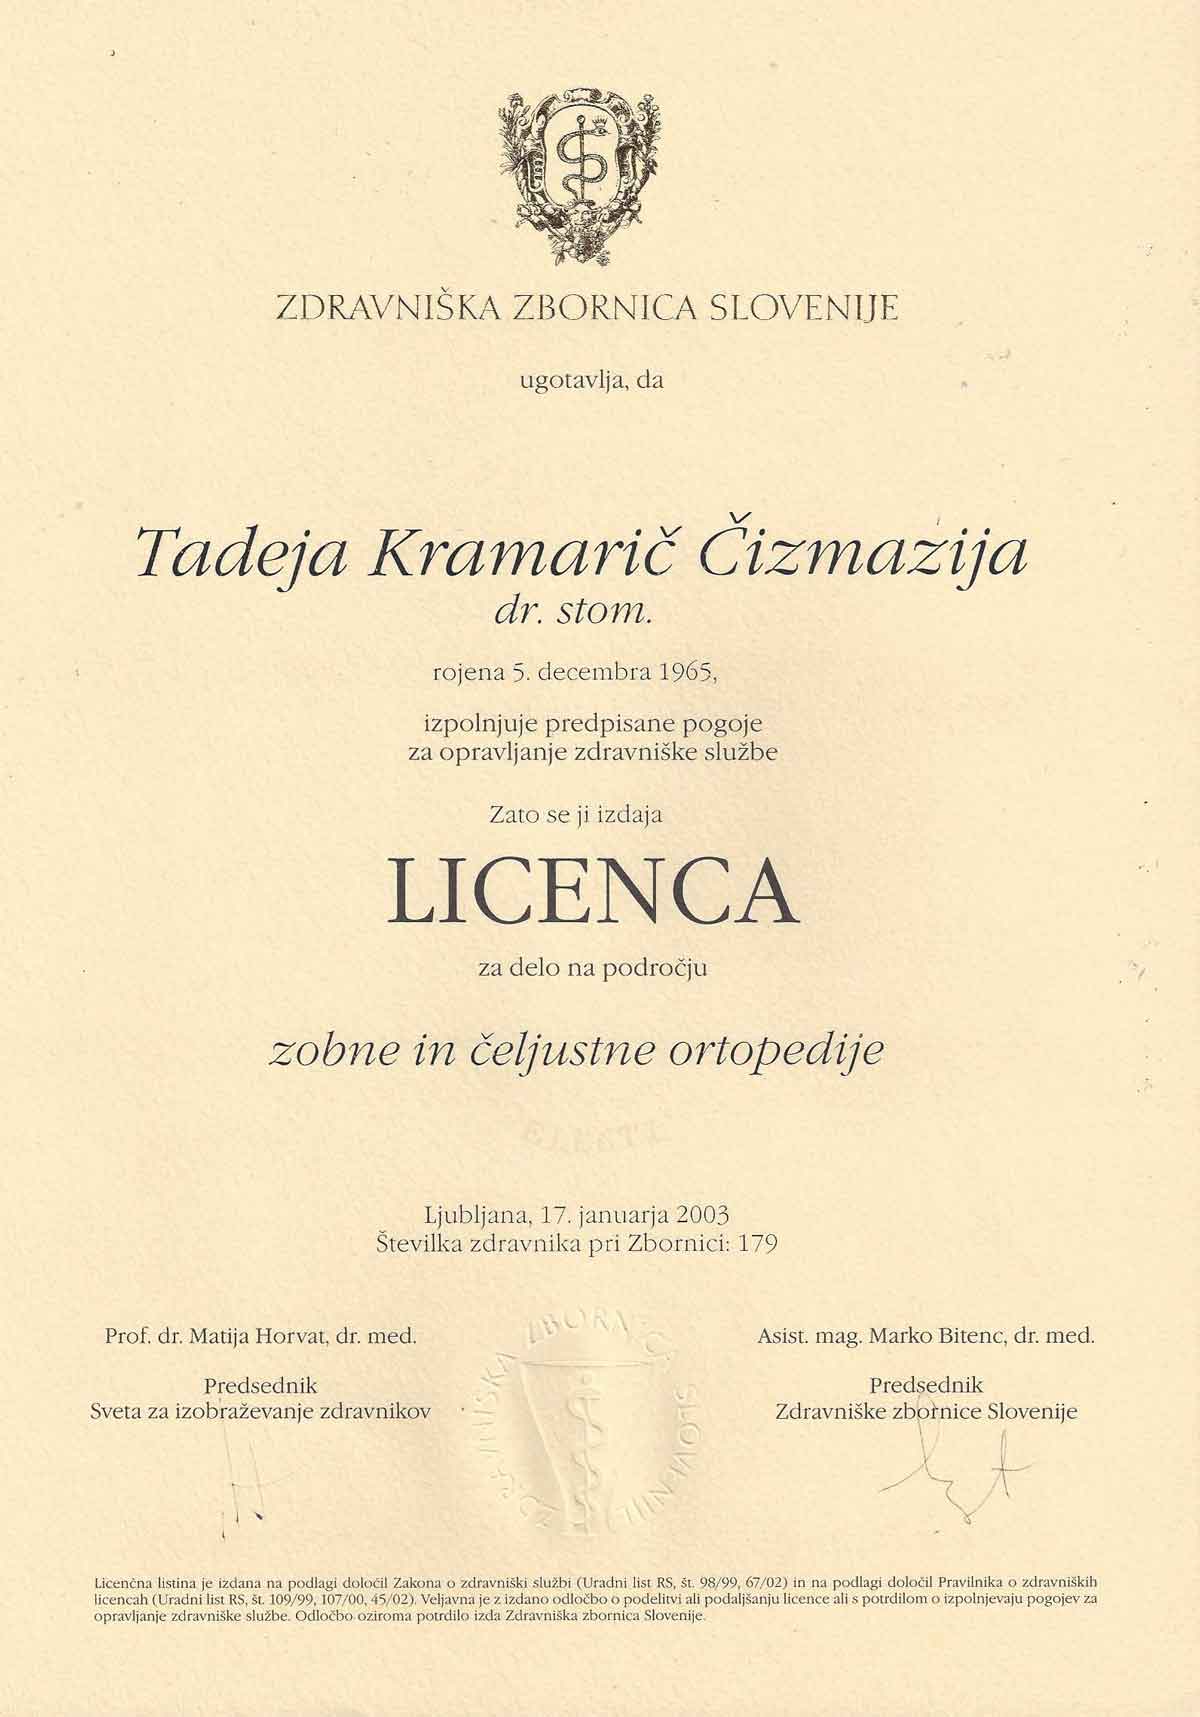 ZDRAVNIŠKA ZBORNICA SLOVENIJE
ugotavlja, da
Tadeja Kramarič Čizmazija
dr. stom.
rojena 5. decembra 1965,
izpolnjuje predpisane pogoje
za opravljanje zdravniške službe
Zato se ji izdaja
LICENCA
za delo na področju
zobne in čeljustne ortopedije
Ljubljana, 17. januarja 2003
Številka zdravnika pri Zbornici: 179
Prof. dr. Matija Horvat, dr. med.
Predsednik
Sveta za izobraževanje zdravnikov
ZBORNICA
Asist. mag. Marko Bitenc, dr. med.
Predsednik
Zdravniške zbornice Slovenije
Licenčna listina je izdana na podlagi določil Zakona o zdravniški službi (Uradni list RS, št. 98/99, 67/02) in na podlagi določil Pravilnika o zdravniških
licencah (Uradni list RS, št. 109/99, 107/00, 45/02). Veljavna je z izdano odločbo o podelitvi ali podaljšanju licence ali s potrdilom o izpolnjevaju pogojev za
opravljanje zdravniške službe. Odločbo oziroma potrdilo izda Zdravniška zbornica Slovenije.